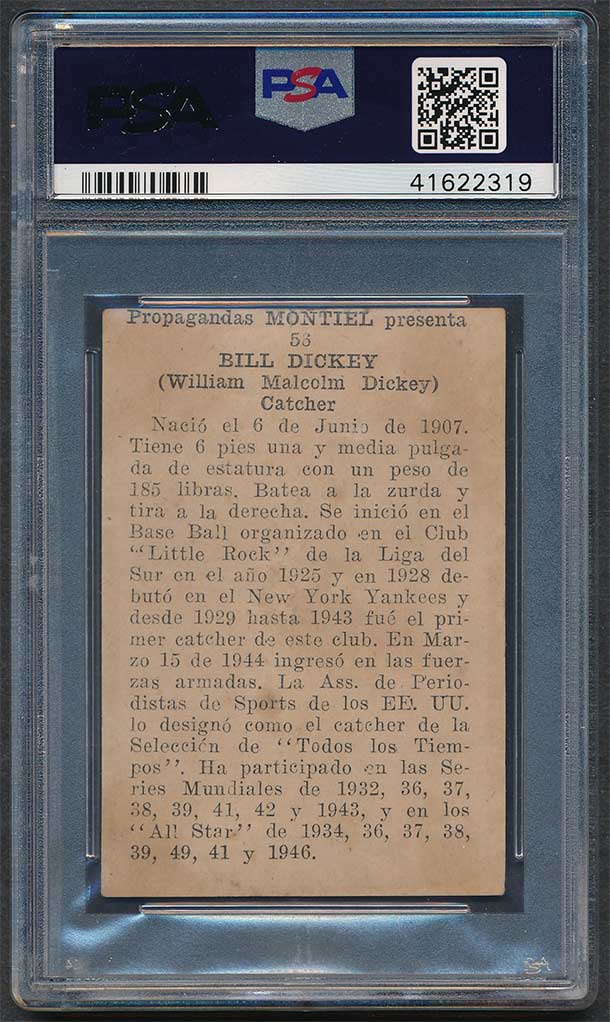 PSA
PSA
41622319
Propagandas MONTIEL presenta
53
BILL DICKEY
(William Malcolm Dickey)
Catcher
Nació el 6 de Junio de 1907.
Tiene 6 pies una y media pulga-
da de estatura con un peso de
185 libras. Batea a la zurda y
tira a la derecha. Se inició en el
Base Ball organizado en el Club
"Little Rock" de la Liga del
Sur en el año 1925 y en 1928 de-
butó en el New York Yankees y
desde 1929 hasta 1943 fué el pri-
mer catcher de este club. En Mar-
zo 15 de 1944 ingresó en las fuer-
zas armadas. La Ass. de Perio-
distas de Sports de los EE. UU.
lo designó como el catcher de la
Selección de "Todos los Tiem-
pos". Ha participado en las Se-
ries Mundiales de 1932, 36, 37,
38, 39, 41, 42 y 1943, y en los
"All Star" de 1934, 36, 37, 38,
39, 49, 41 y 1946.
PSA